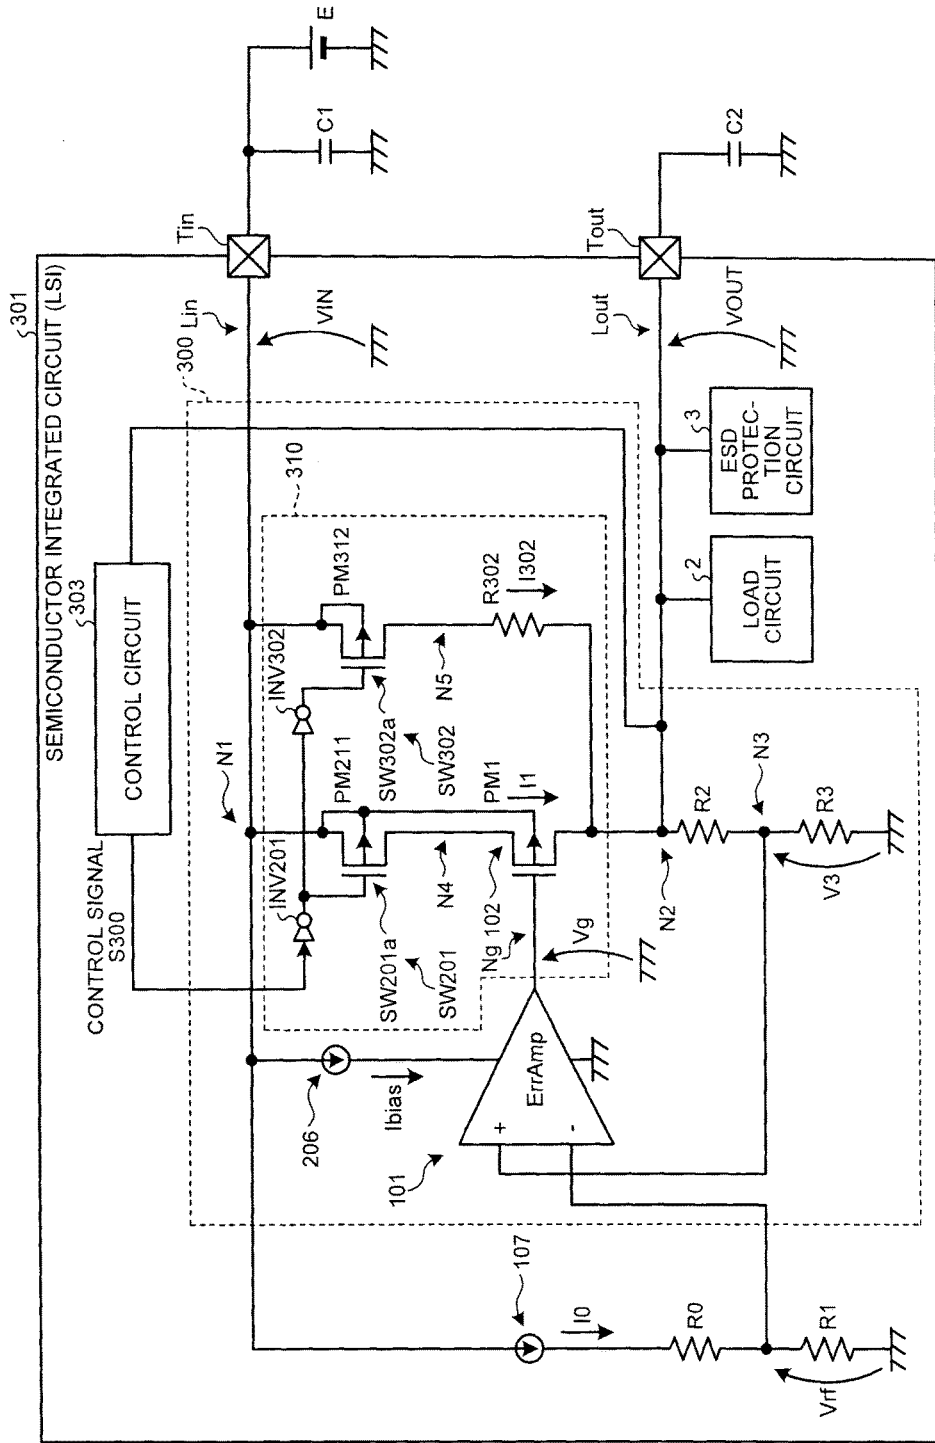 SEMICONDUCTOR INTEGRATED CIRCUIT (LSI)
301
303
CONTROL CIRCUIT
CONTROL SIGNAL
S300
N1
300
Lin
Tin
E
C1
VIN
310
INV201
PM211
INV302
PM312
SW201a
SW201
SW302a
SW302
N4
N5
R302
I302
PM1
I1
102
Ng
Vg
206
Ibias
101
ErrAmp
+
-
107
I0
R0
R1
Vrf
N2
R2
N3
R3
V3
2
LOAD
CIRCUIT
3
ESD
PROTEC-
TION
CIRCUIT
Lout
VOUT
Tout
C2